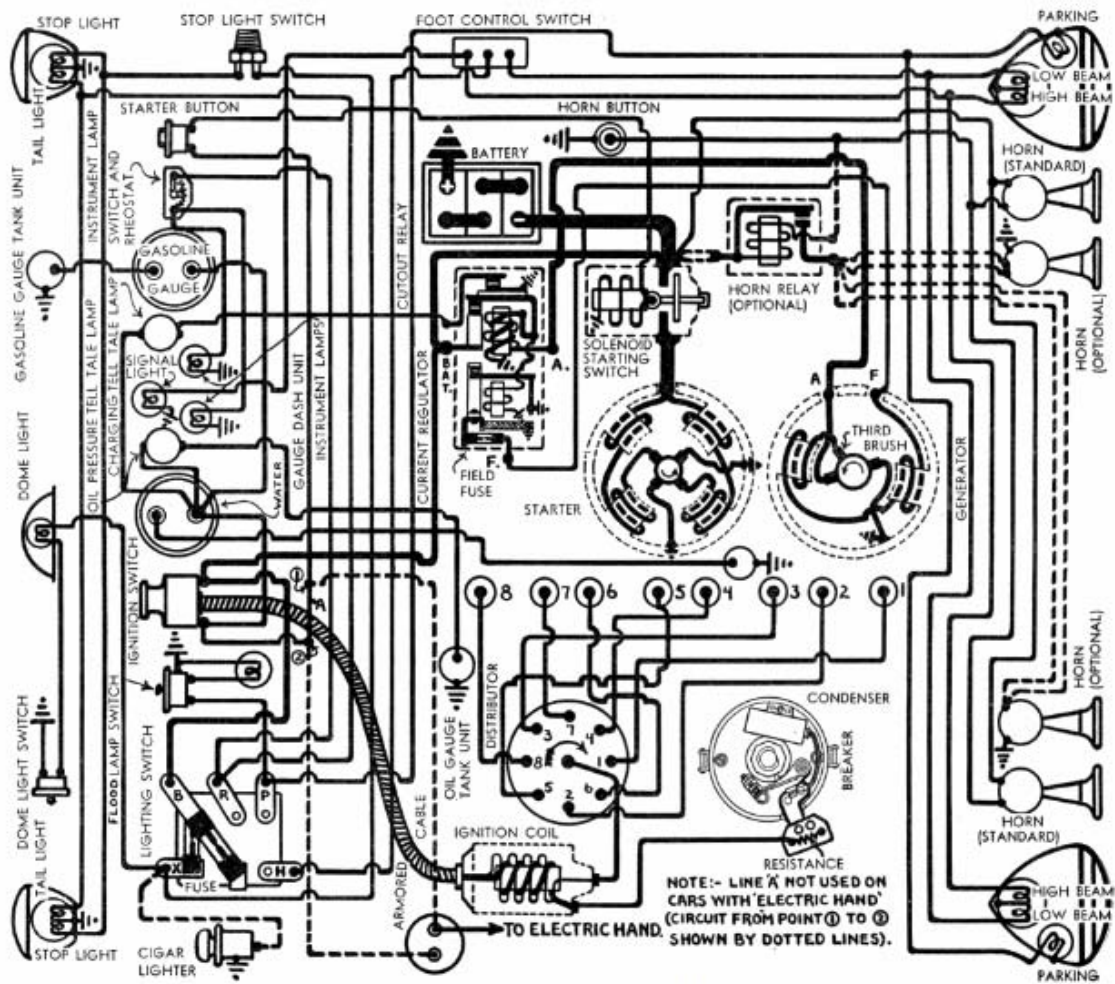 STOP LIGHT
STOP LIGHT SWITCH
FOOT CONTROL SWITCH
PARKING
LOW BEAM
HIGH BEAM
TAIL LIGHT
INSTRUMENT LAMP
STARTER BUTTON
HORN BUTTON
BATTERY
HORN
(STANDARD)
SWITCH AND
RHEOSTAT
GASOLINE GAUGE TANK UNIT
GASOLINE
GAUGE
CUTOUT RELAY
HORN RELAY
(OPTIONAL)
HORN
(OPTIONAL)
SOLENOID
STARTING
SWITCH
OIL PRESSURE TELL TALE LAMP
CHARGING TELL TALE LAMP
SIGNAL
LIGHT
INSTRUMENT LAMPS
GAUGE DASH UNIT
BAT.
A.
F.
CURRENT REGULATOR
FIELD
FUSE
STARTER
A
F
THIRD
BRUSH
GENERATOR
DOME LIGHT
WATER
IGNITION SWITCH
1
A
2
8
7
6
5
4
3
2
1
DISTRIBUTOR
3
7
4
8
1
5
2
6
CONDENSER
BREAKER
RESISTANCE
HORN
(OPTIONAL)
HORN
(STANDARD)
OIL GAUGE
TANK UNIT
DOME LIGHT SWITCH
FLOOD LAMP SWITCH
LIGHTING SWITCH
B
R
P
X
H
FUSE
ARMORED CABLE
IGNITION COIL
TO ELECTRIC HAND.
NOTE:- LINE "A" NOT USED ON
CARS WITH "ELECTRIC HAND"
(CIRCUIT FROM POINT ① TO ②
SHOWN BY DOTTED LINES).
TAIL LIGHT
STOP LIGHT
CIGAR
LIGHTER
HIGH BEAM
LOW BEAM
PARKING